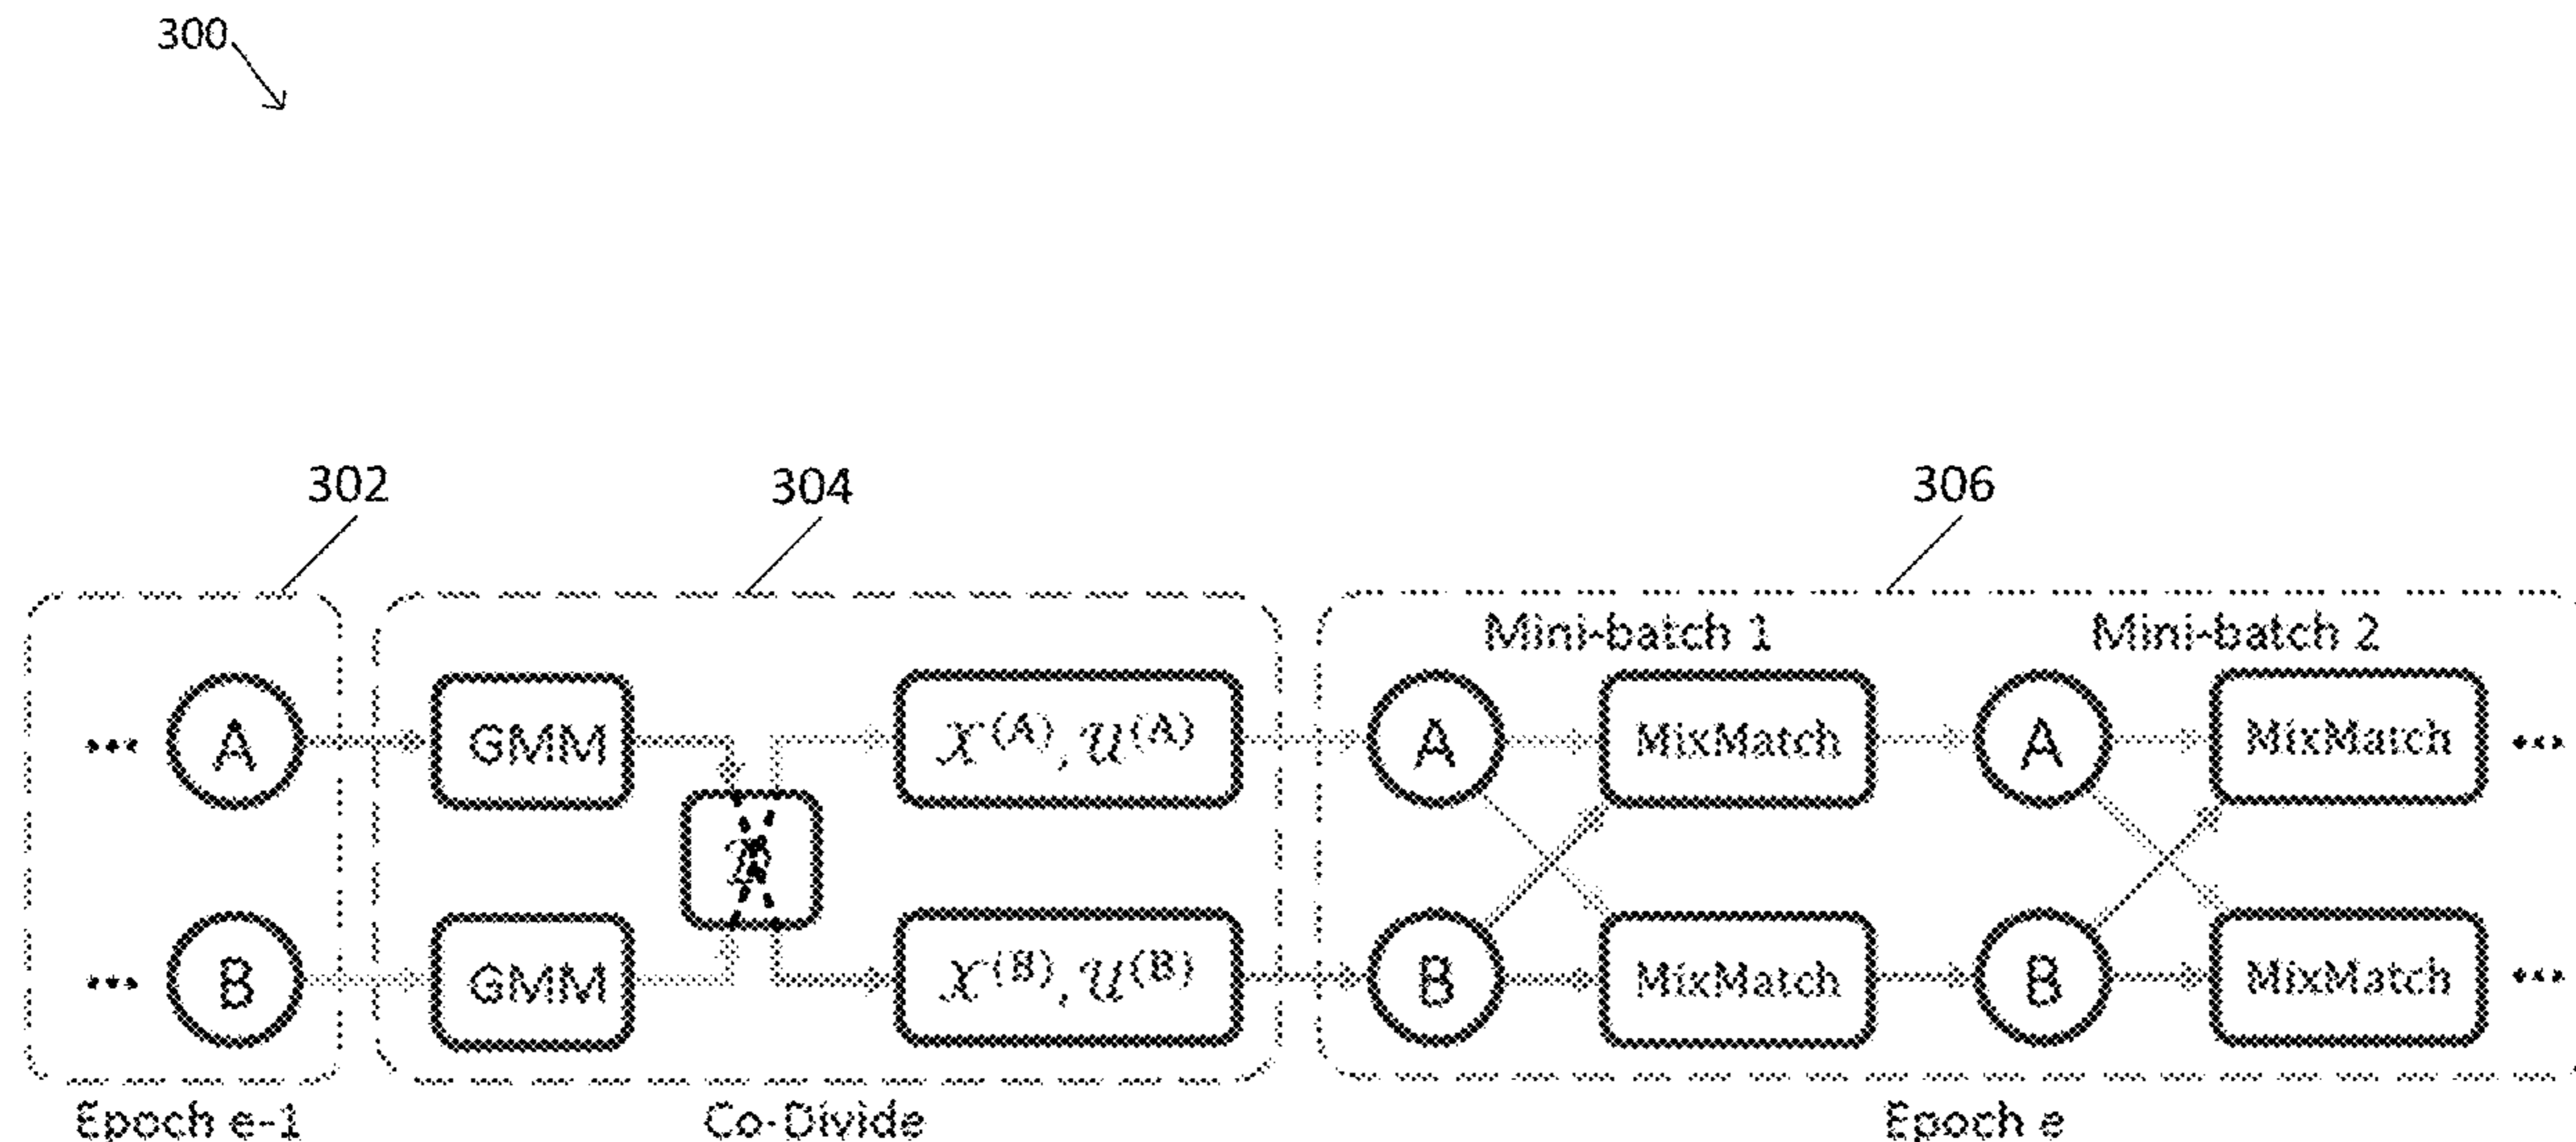 300
302
304
306
Mini-batch 1
Mini-batch 2
... A
GMM
𝒳(A), 𝒰(A)
A
MixMatch
A
MixMatch ...
... B
GMM
𝒳(B), 𝒰(B)
B
MixMatch
B
MixMatch ...
Epoch e-1
Co-Divide
Epoch e